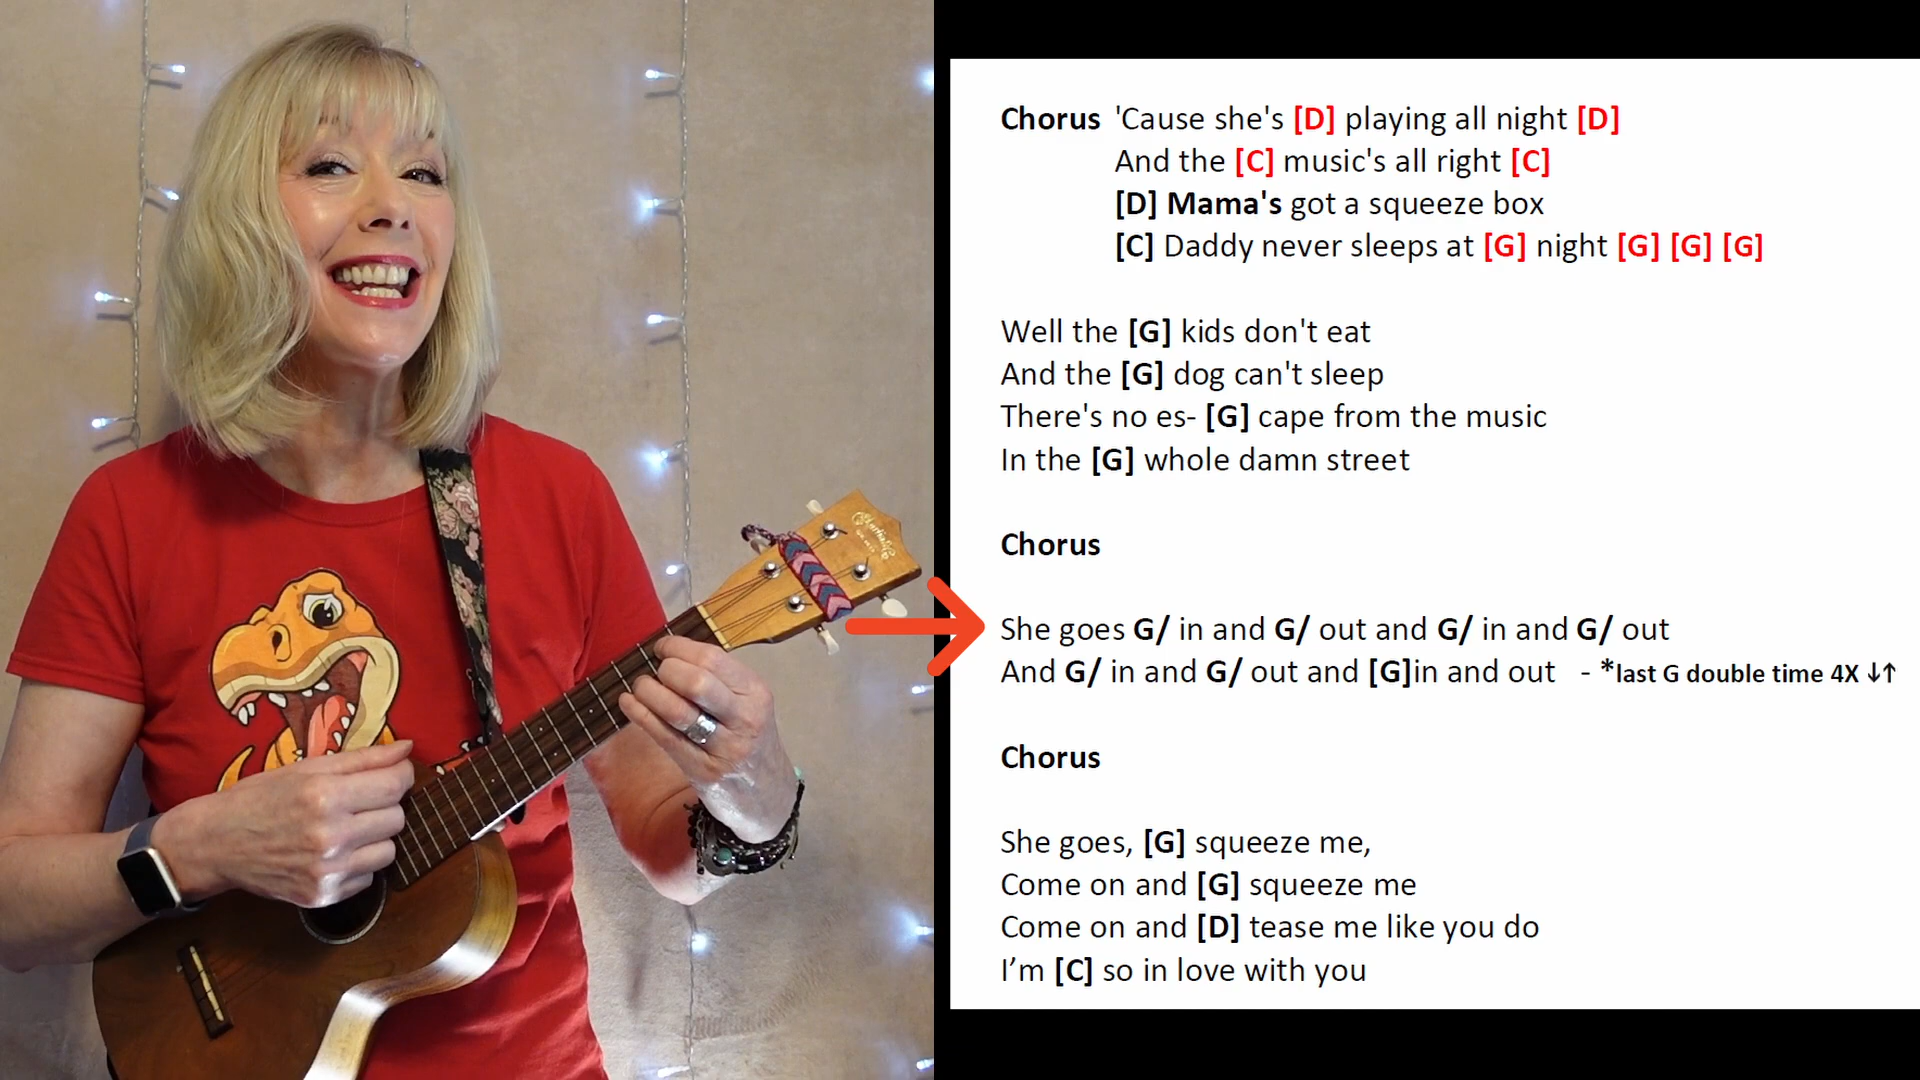 Chorus 'Cause she's [D] playing all night [D]
And the [C] music's all right [C]
[D] Mama's got a squeeze box
[C] Daddy never sleeps at [G] night [G] [G] [G]
Well the [G] kids don't eat
And the [G] dog can't sleep
There's no es- [G] cape from the music
In the [G] whole damn street
Chorus
She goes G/ in and G/ out and G/ in and G/ out
And G/ in and G/ out and [G]in and out - *last G double time 4X ↓↑
Chorus
She goes, [G] squeeze me,
Come on and [G] squeeze me
Come on and [D] tease me like you do
I’m [C] so in love with you